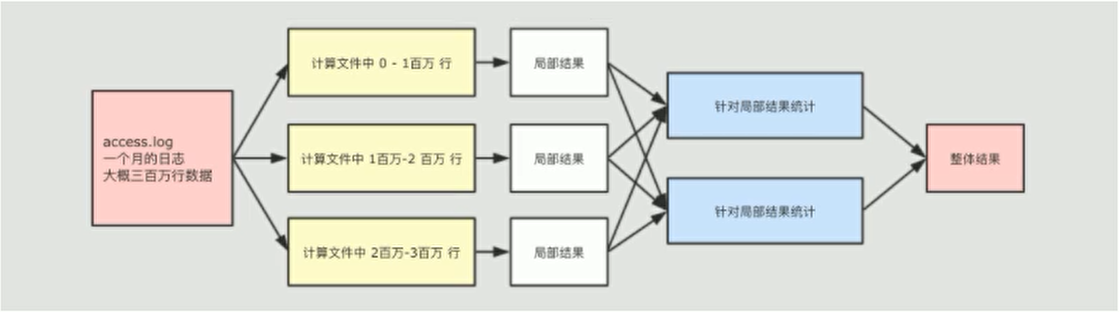 access.log
一个月的日志
大概三百万行数据
计算文件中 0 - 1百万 行
计算文件中 1百万-2 百万 行
计算文件中 2百万-3百万 行
局部结果
局部结果
局部结果
针对局部结果统计
针对局部结果统计
整体结果